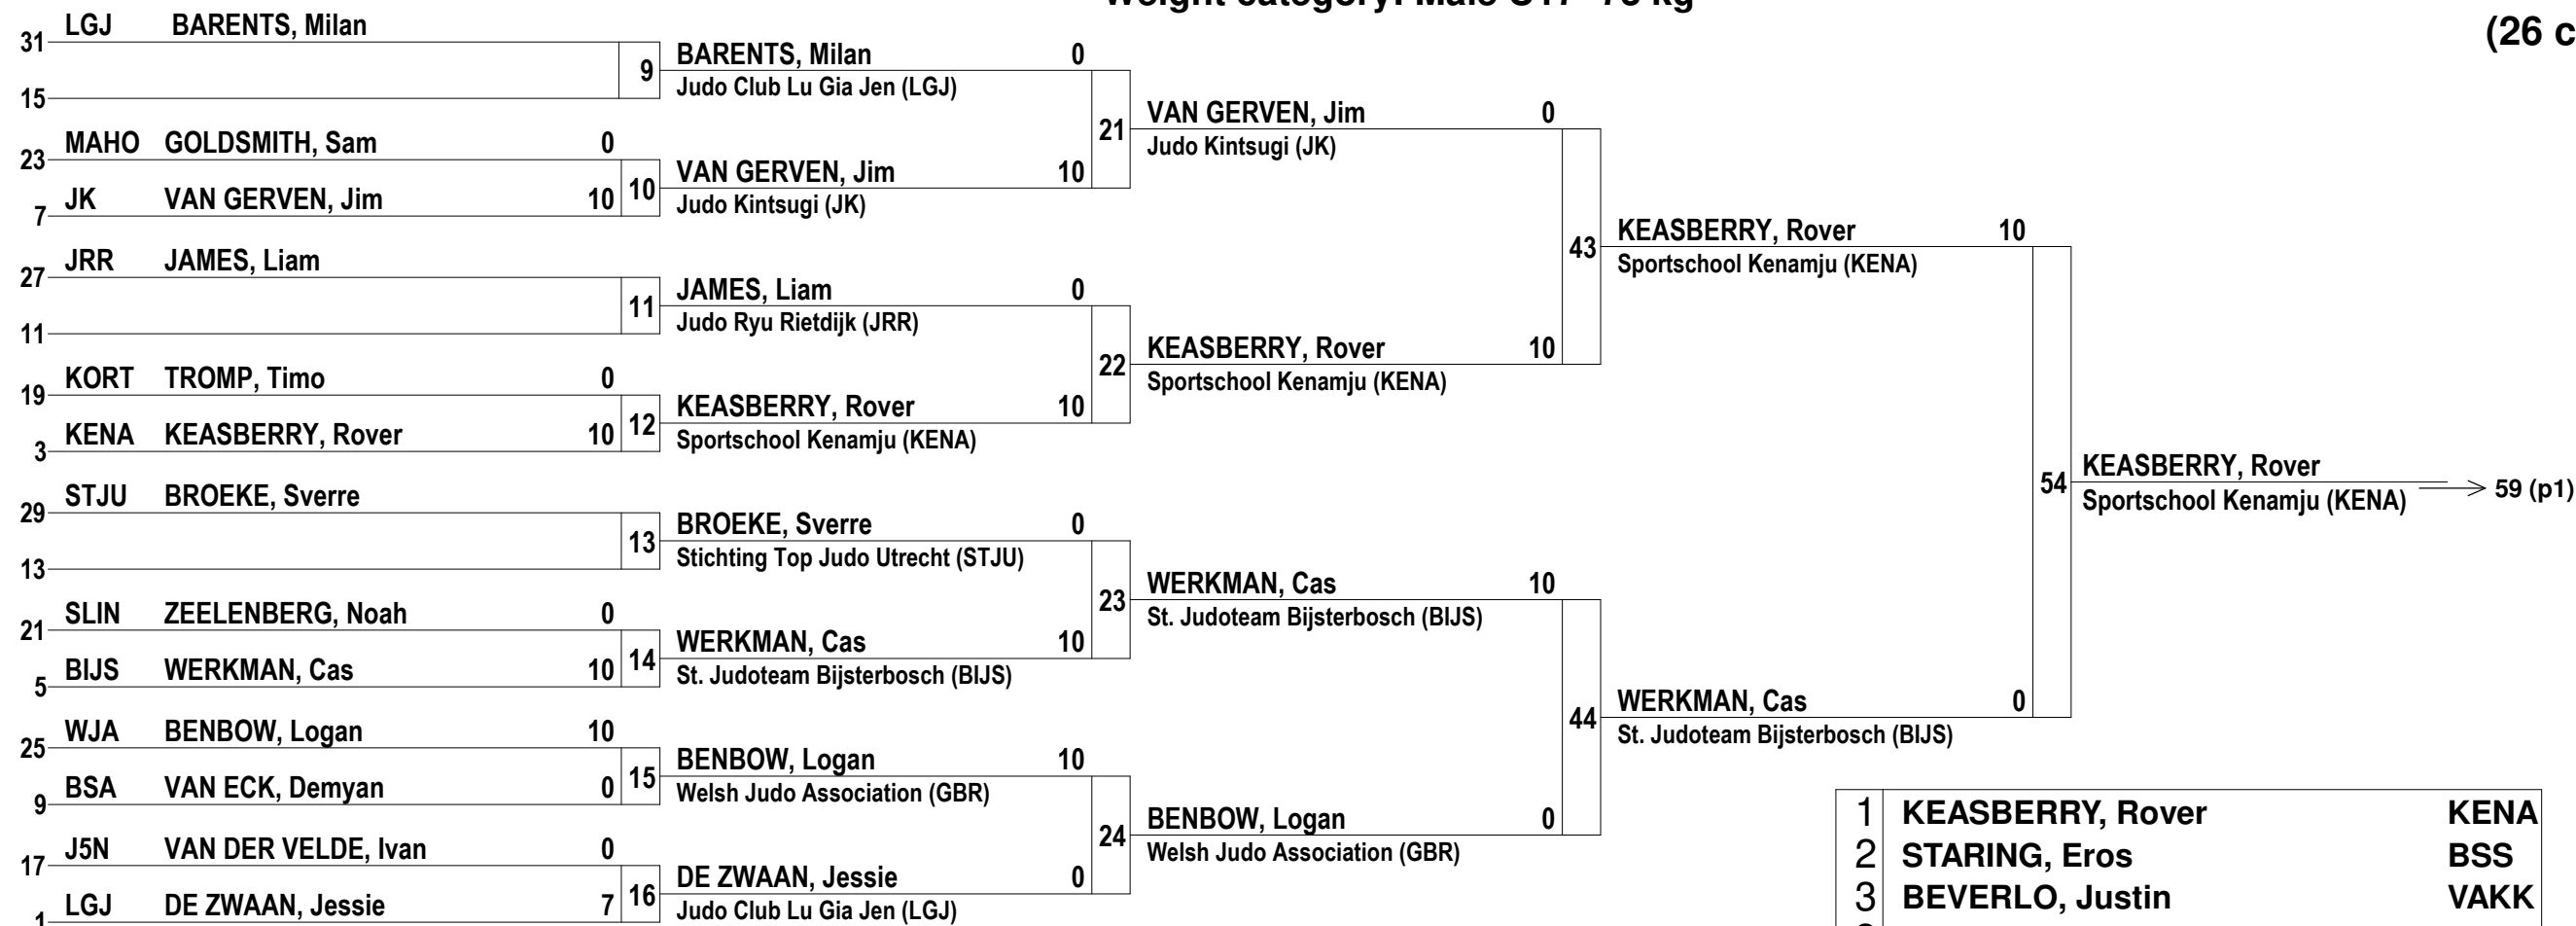 Weight category: Male U17 -73 kg
(26 c
31 LGJ BARENTS, Milan
15
9
23 MAHO GOLDSMITH, Sam 0
7 JK VAN GERVEN, Jim 10
10
27 JRR JAMES, Liam
11
11
19 KORT TROMP, Timo 0
3 KENA KEASBERRY, Rover 10
12
29 STJU BROEKE, Sverre
13
13
21 SLIN ZEELENBERG, Noah 0
5 BIJS WERKMAN, Cas 10
14
25 WJA BENBOW, Logan 10
9 BSA VAN ECK, Demyan 0
15
17 J5N VAN DER VELDE, Ivan 0
1 LGJ DE ZWAAN, Jessie 7
16
BARENTS, Milan 0
Judo Club Lu Gia Jen (LGJ)
21
VAN GERVEN, Jim 10
Judo Kintsugi (JK)
JAMES, Liam 0
Judo Ryu Rietdijk (JRR)
22
KEASBERRY, Rover 10
Sportschool Kenamju (KENA)
BROEKE, Sverre 0
Stichting Top Judo Utrecht (STJU)
23
WERKMAN, Cas 10
St. Judoteam Bijsterbosch (BIJS)
BENBOW, Logan 10
Welsh Judo Association (GBR)
24
DE ZWAAN, Jessie 0
Judo Club Lu Gia Jen (LGJ)
VAN GERVEN, Jim 0
Judo Kintsugi (JK)
43
KEASBERRY, Rover 10
Sportschool Kenamju (KENA)
WERKMAN, Cas 10
St. Judoteam Bijsterbosch (BIJS)
44
BENBOW, Logan 0
Welsh Judo Association (GBR)
KEASBERRY, Rover 10
Sportschool Kenamju (KENA)
54
WERKMAN, Cas 0
St. Judoteam Bijsterbosch (BIJS)
KEASBERRY, Rover
Sportschool Kenamju (KENA)
59 (p1)
1 KEASBERRY, Rover KENA
2 STARING, Eros BSS
3 BEVERLO, Justin VAKK